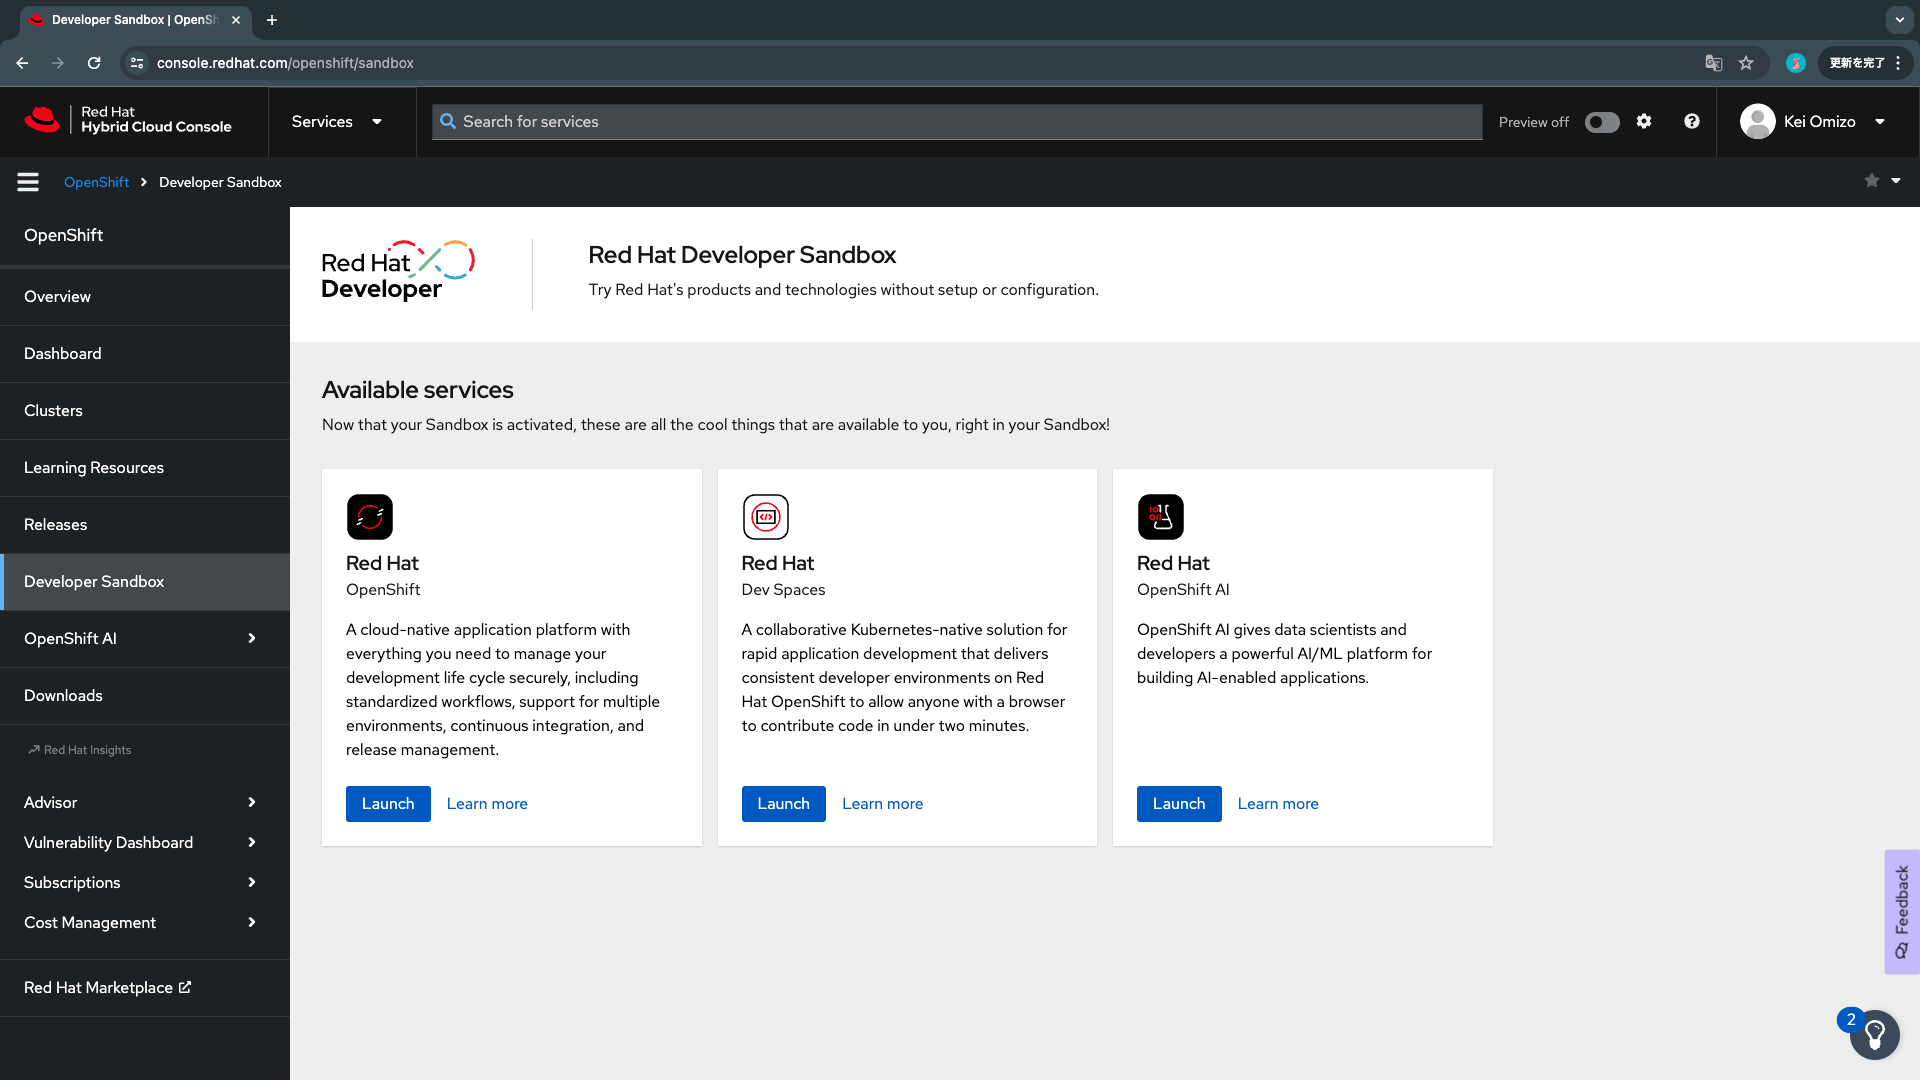 Developer Sandbox | OpenSh
console.redhat.com/openshift/sandbox
更新を完了
Red Hat
Hybrid Cloud Console
Services
Search for services
Preview off
Kei Omizo
OpenShift
Developer Sandbox
OpenShift
Overview
Dashboard
Clusters
Learning Resources
Releases
Developer Sandbox
OpenShift AI
Downloads
Red Hat Insights
Advisor
Vulnerability Dashboard
Subscriptions
Cost Management
Red Hat Marketplace
Red Hat
Developer
Red Hat Developer Sandbox
Try Red Hat's products and technologies without setup or configuration.
Available services
Now that your Sandbox is activated, these are all the cool things that are available to you, right in your Sandbox!
Red Hat
OpenShift
A cloud-native application platform with
everything you need to manage your
development life cycle securely, including
standardized workflows, support for multiple
environments, continuous integration, and
release management.
Launch
Learn more
Red Hat
Dev Spaces
A collaborative Kubernetes-native solution for
rapid application development that delivers
consistent developer environments on Red
Hat OpenShift to allow anyone with a browser
to contribute code in under two minutes.
Launch
Learn more
Red Hat
OpenShift AI
OpenShift AI gives data scientists and
developers a powerful AI/ML platform for
building AI-enabled applications.
Launch
Learn more
Feedback
2